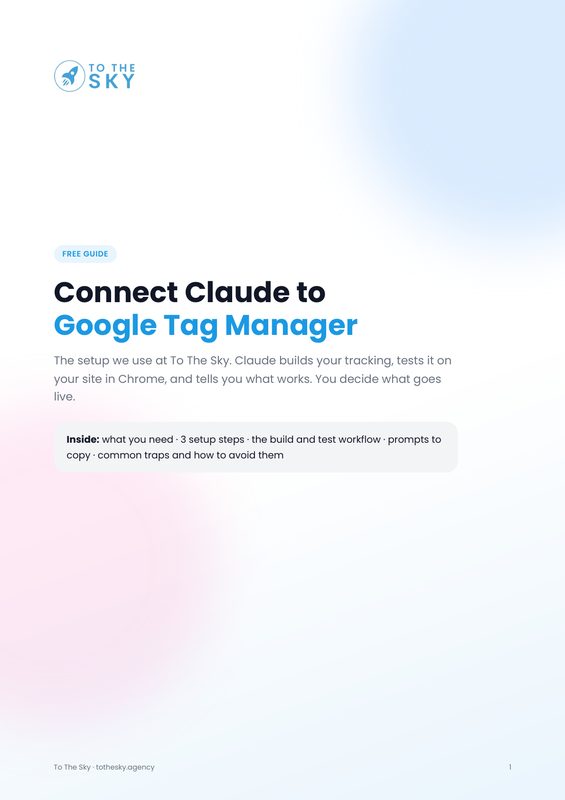 TO THE
SKY
FREE GUIDE
Connect Claude to
Google Tag Manager
The setup we use at To The Sky. Claude builds your tracking, tests it on
your site in Chrome, and tells you what works. You decide what goes
live.
Inside: what you need · 3 setup steps · the build and test workflow · prompts to
copy · common traps and how to avoid them
To The Sky · tothesky.agency
1